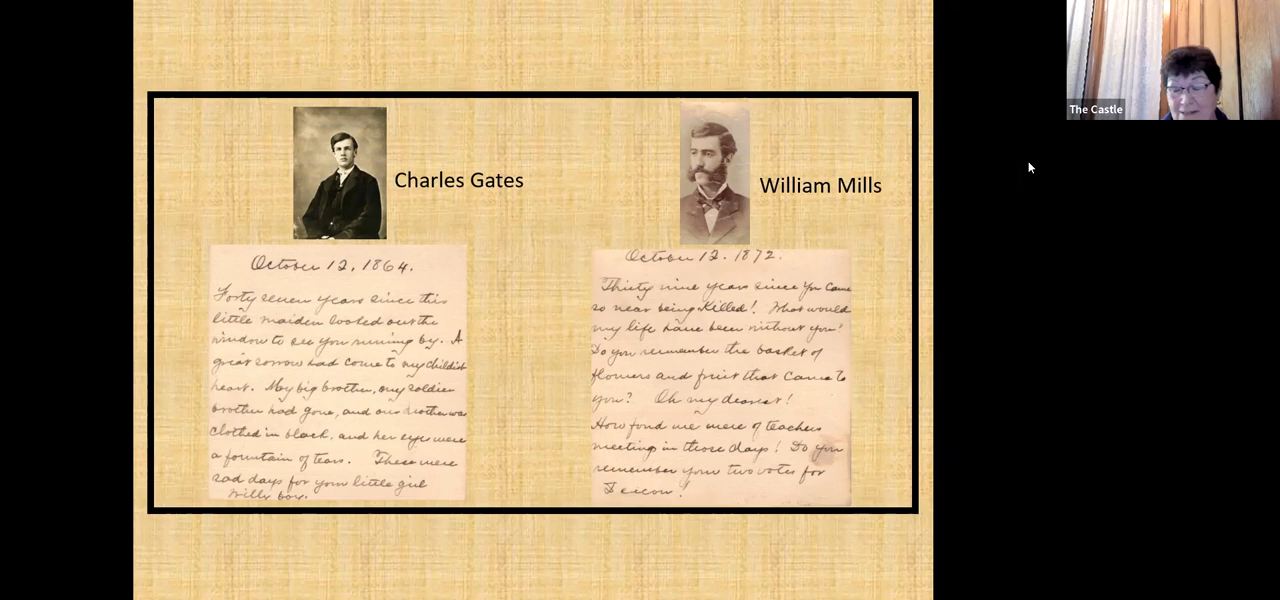 The Castle
Charles Gates
William Mills
October 12, 1864.
Forty seven years since this
little maiden looked out the
window to see you running by. A
great sorrow had come to my childish
heart. My big brother, my soldier
brother had gone, and our mother was
clothed in black, and her eyes were
a fountain of tears. These were
sad days for your little girl
Willy boy.
October 12. 1872.
Thirty nine years since you came
so near being Killed! What would
my life have been without you?
Do you remember the basket of
flowers and fruit that came to
you? Oh my dearest!
How fond we were of teachers
meeting in those days! Do you
remember your two votes for
Deacon!